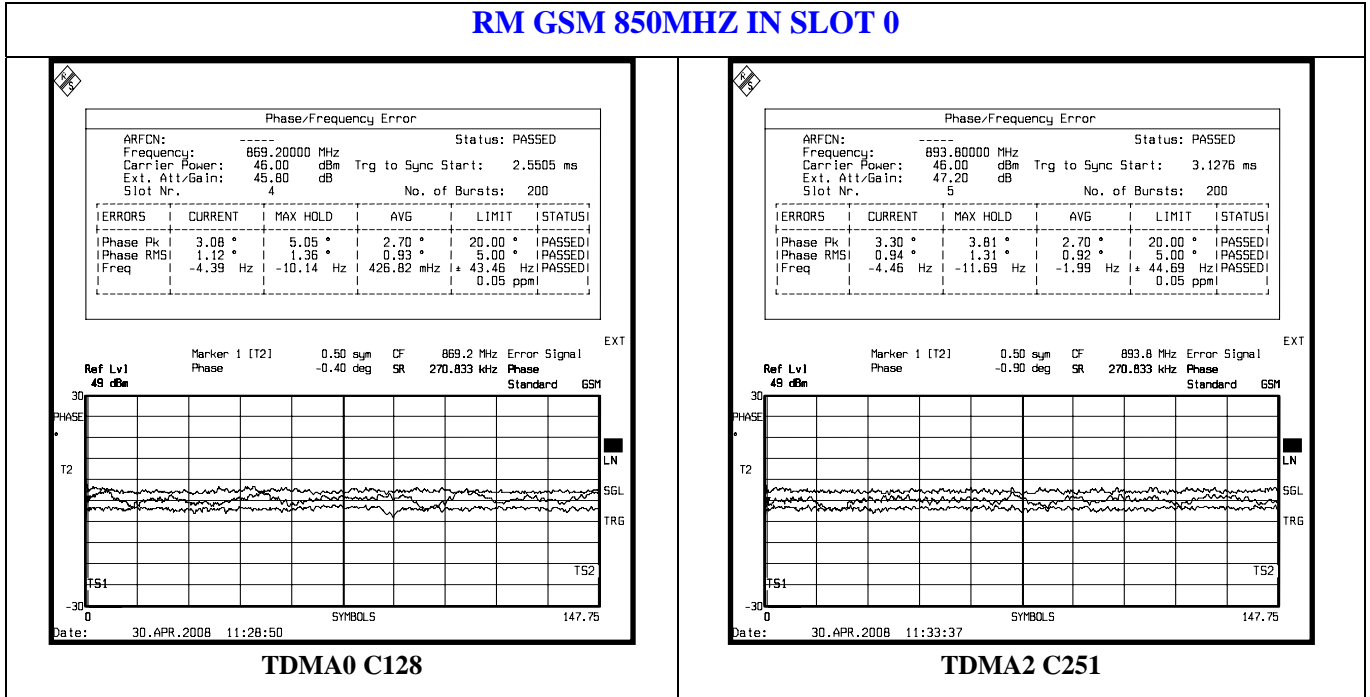 RM GSM 850MHZ IN SLOT 0
R/S
Phase/Frequency Error
ARFCN: ----- Status: PASSED
Frequency: 869.20000 MHz
Carrier Power: 46.00 dBm Trg to Sync Start: 2.5505 ms
Ext. Att/Gain: 45.80 dB
Slot Nr. 4 No. of Bursts: 200
ERRORS CURRENT MAX HOLD AVG LIMIT STATUS
Phase Pk 3.08 ° 5.05 ° 2.70 ° 20.00 ° PASSED
Phase RMS 1.12 ° 1.36 ° 0.93 ° 5.00 ° PASSED
Freq -4.39 Hz -10.14 Hz 426.82 mHz ± 43.46 Hz PASSED
0.05 ppm
EXT
Marker 1 [T2] 0.50 sym CF 869.2 MHz Error Signal
Ref Lvl Phase -0.40 deg SR 270.833 kHz Phase
49 dBm Standard GSM
30
PHASE
°
LN
T2
SGL
TRG
TS2
TS1
-30
0 SYMBOLS 147.75
Date: 30.APR.2008 11:28:50
TDMA0 C128
R/S
Phase/Frequency Error
ARFCN: ----- Status: PASSED
Frequency: 893.80000 MHz
Carrier Power: 46.00 dBm Trg to Sync Start: 3.1276 ms
Ext. Att/Gain: 47.20 dB
Slot Nr. 5 No. of Bursts: 200
ERRORS CURRENT MAX HOLD AVG LIMIT STATUS
Phase Pk 3.30 ° 3.81 ° 2.70 ° 20.00 ° PASSED
Phase RMS 0.94 ° 1.31 ° 0.92 ° 5.00 ° PASSED
Freq -4.46 Hz -11.69 Hz -1.99 Hz ± 44.69 Hz PASSED
0.05 ppm
EXT
Marker 1 [T2] 0.50 sym CF 893.8 MHz Error Signal
Ref Lvl Phase -0.90 deg SR 270.833 kHz Phase
49 dBm Standard GSM
30
PHASE
°
LN
T2
SGL
TRG
TS2
TS1
-30
0 SYMBOLS 147.75
Date: 30.APR.2008 11:33:37
TDMA2 C251